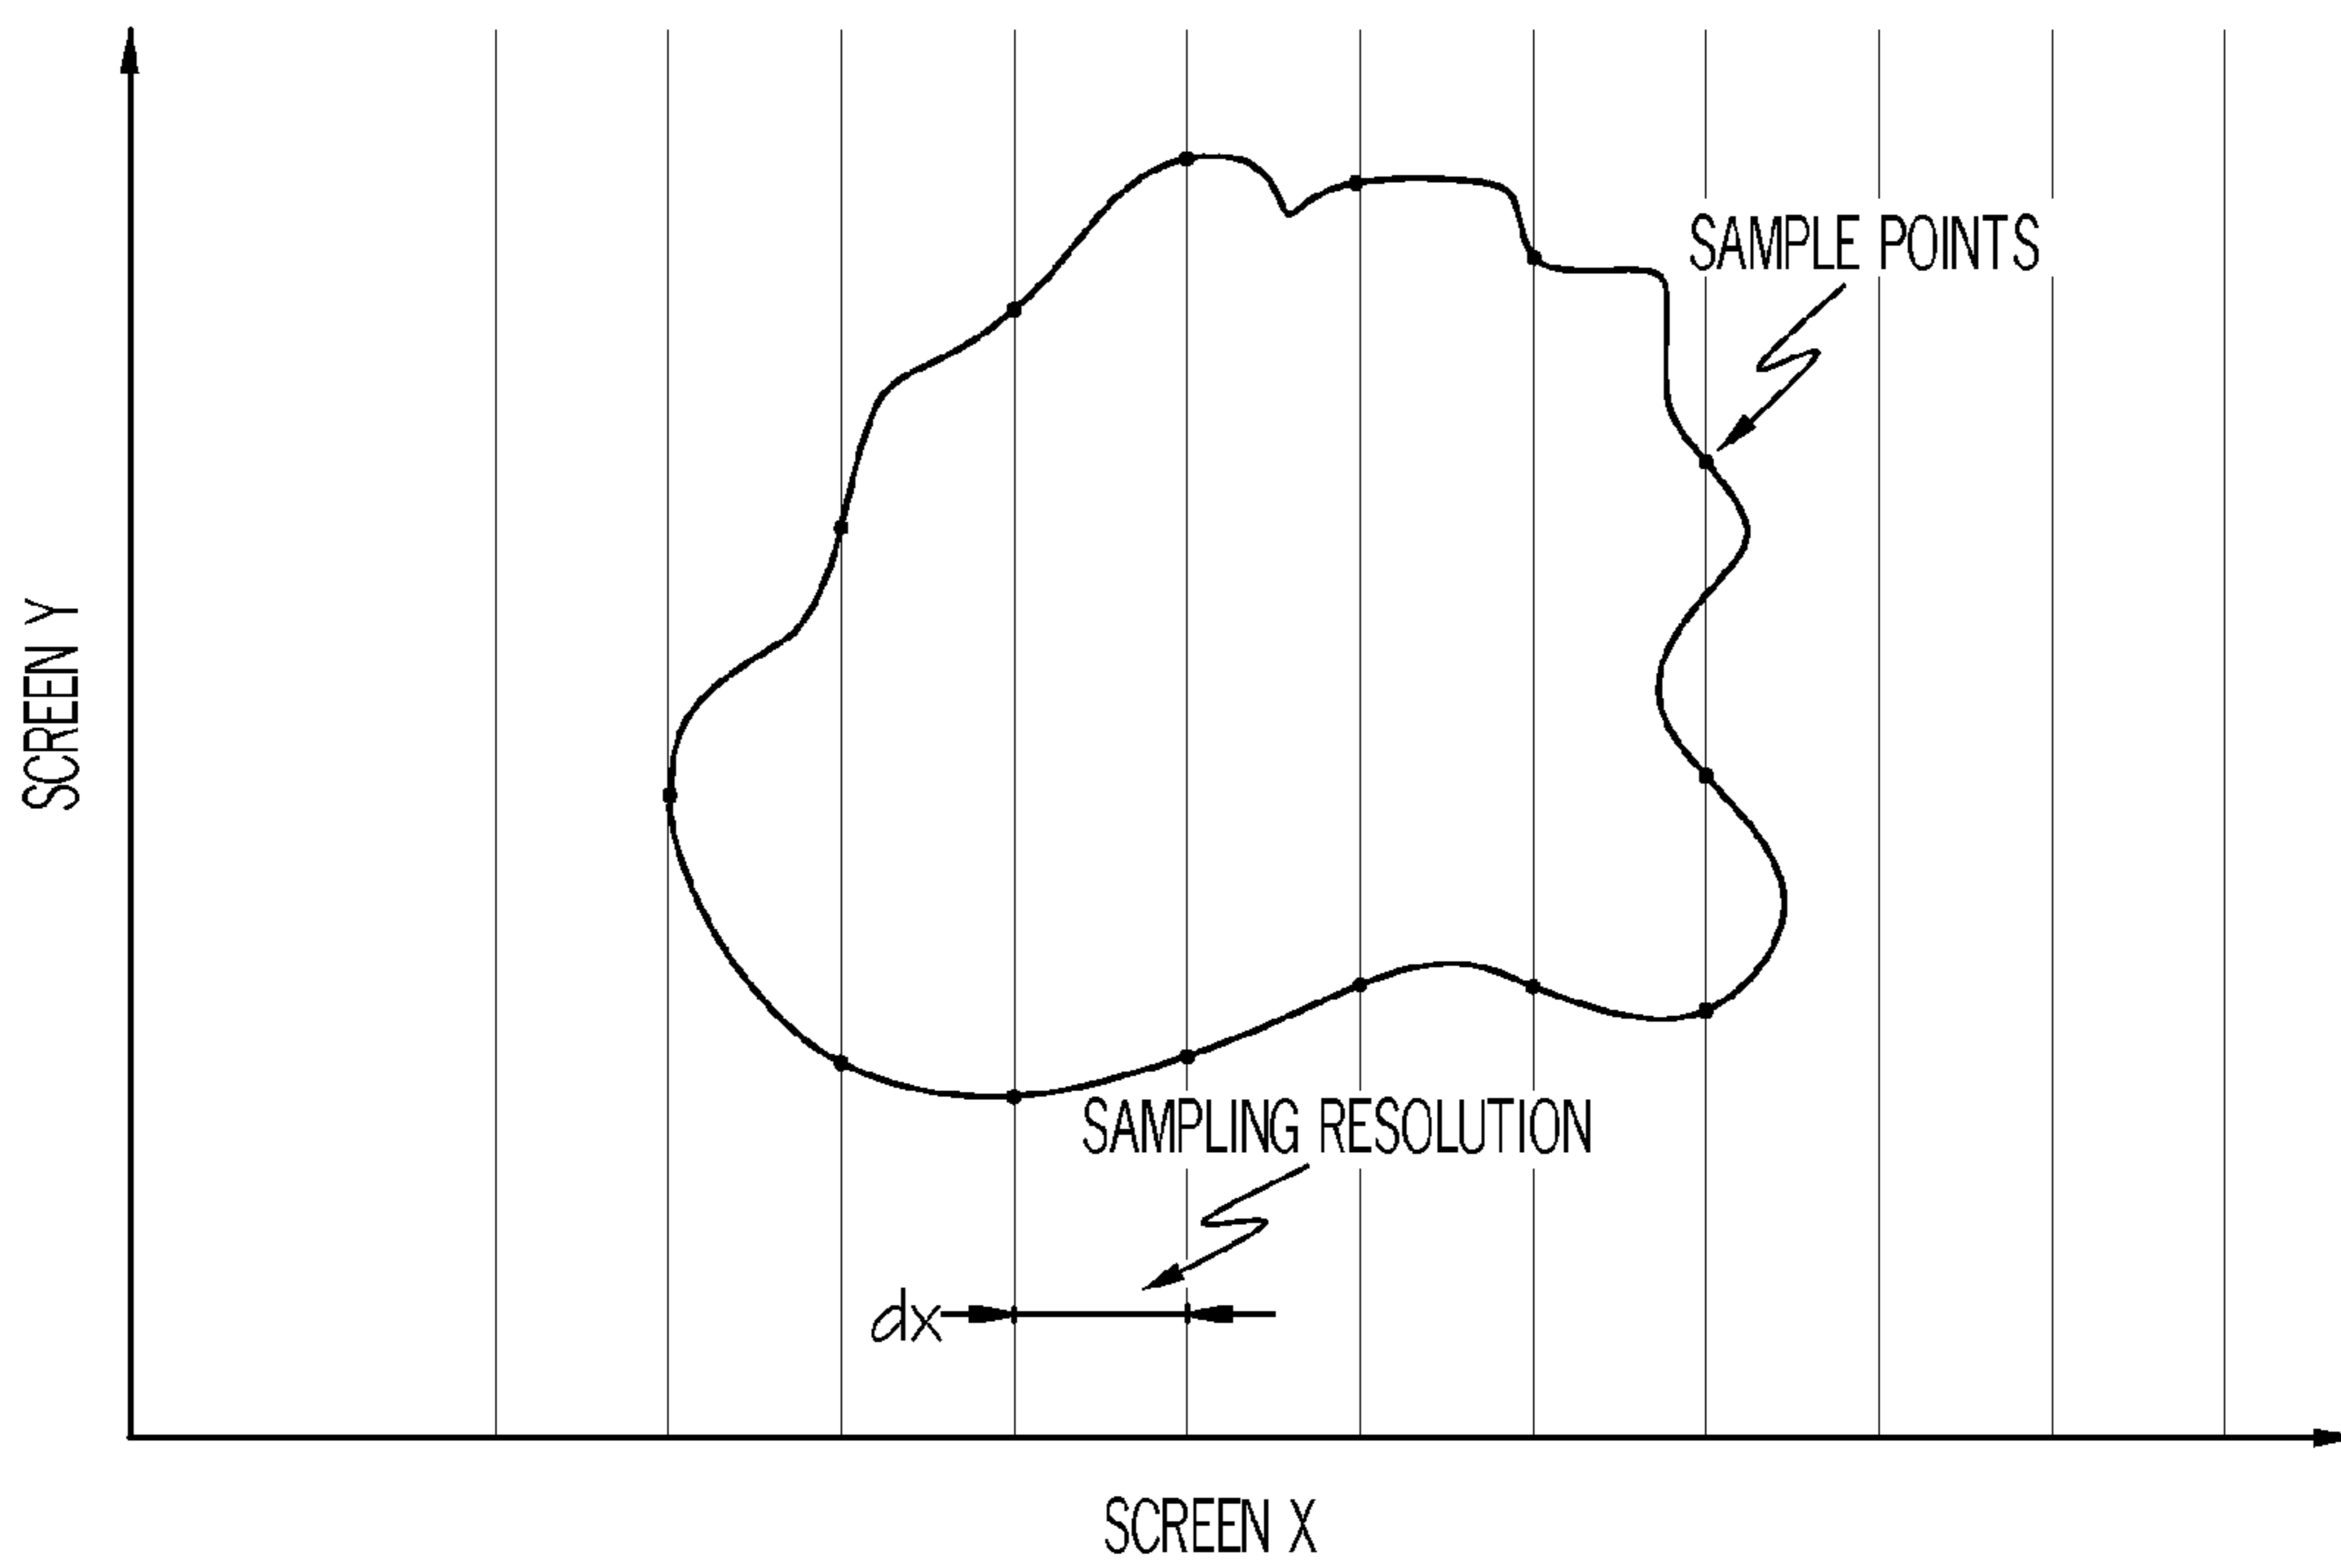 SAMPLE POINTS
SCREEN Y
SAMPLING RESOLUTION
dx
SCREEN X